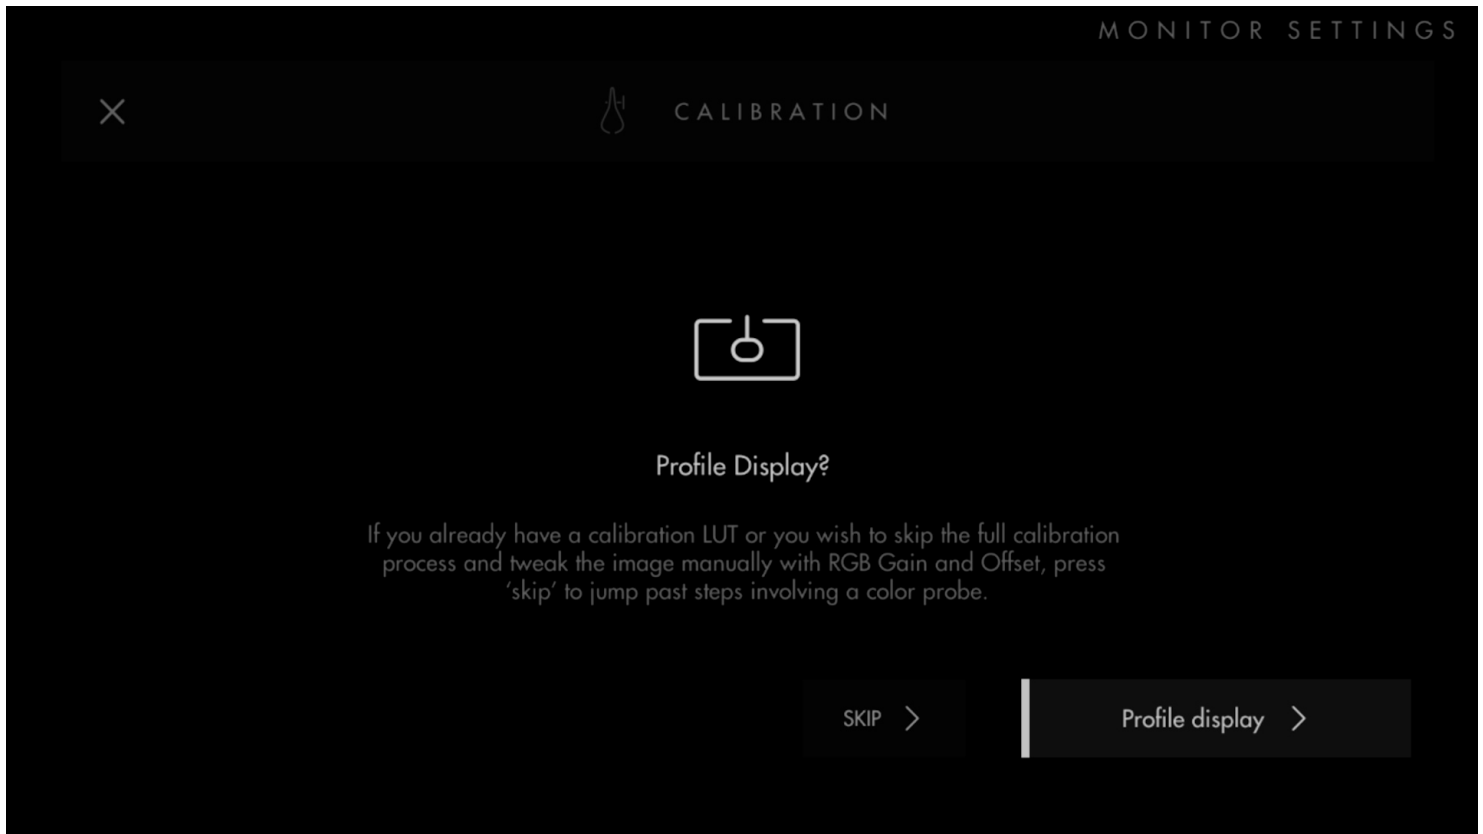 MONITOR SETTINGS
CALIBRATION
Profile Display?
If you already have a calibration LUT or you wish to skip the full calibration
process and tweak the image manually with RGB Gain and Offset, press
‘skip’ to jump past steps involving a color probe.
SKIP
Profile display